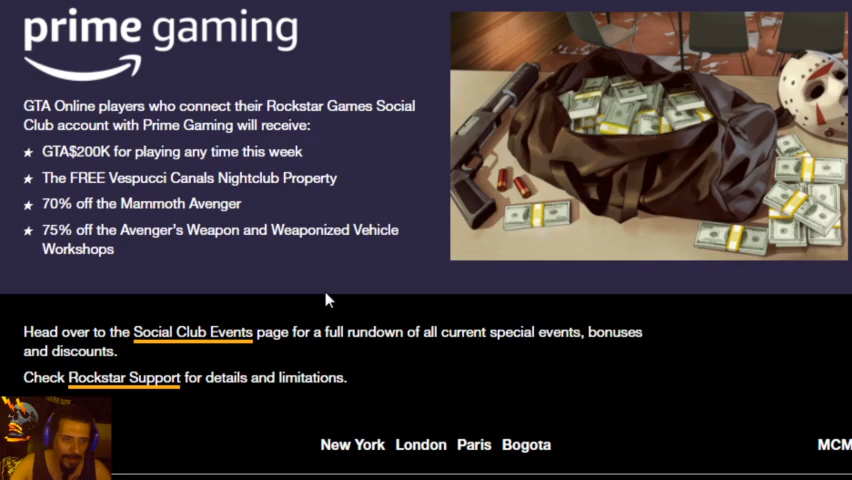 prime gaming
GTA Online players who connect their Rockstar Games Social
Club account with Prime Gaming will receive:
GTA$200K for playing any time this week
The FREE Vespucci Canals Nightclub Property
70% off the Mammoth Avenger
75% off the Avenger's Weapon and Weaponized Vehicle
Workshops
Head over to the Social Club Events page for a full rundown of all current special events, bonuses
and discounts.
Check Rockstar Support for details and limitations.
New York London Paris Bogota MCM